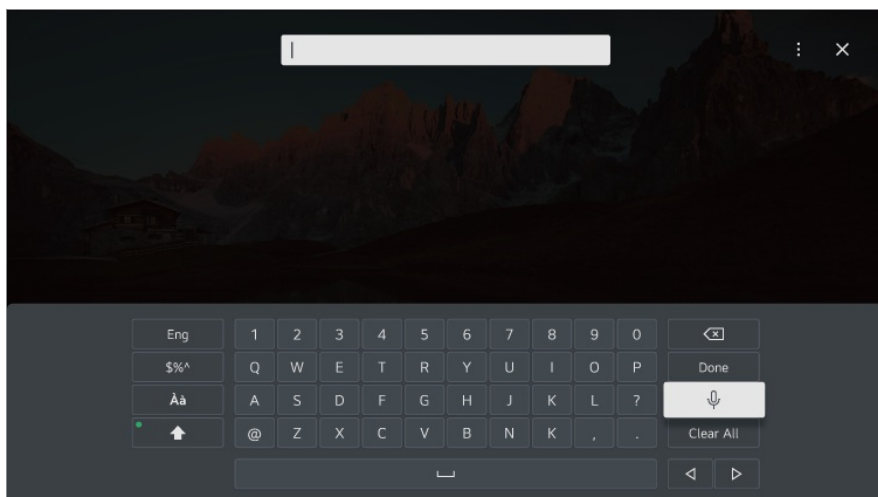 Eng 1 2 3 4 5 6 7 8 9 0
$%^ Q W E T R Y U I O P Done
Àà A S D F G H J K L ?
@ Z X C V B N K , . Clear All